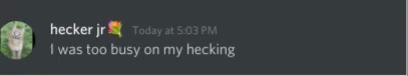 hecker jr💐 Today at 5:03 PM
I was too busy on my hecking